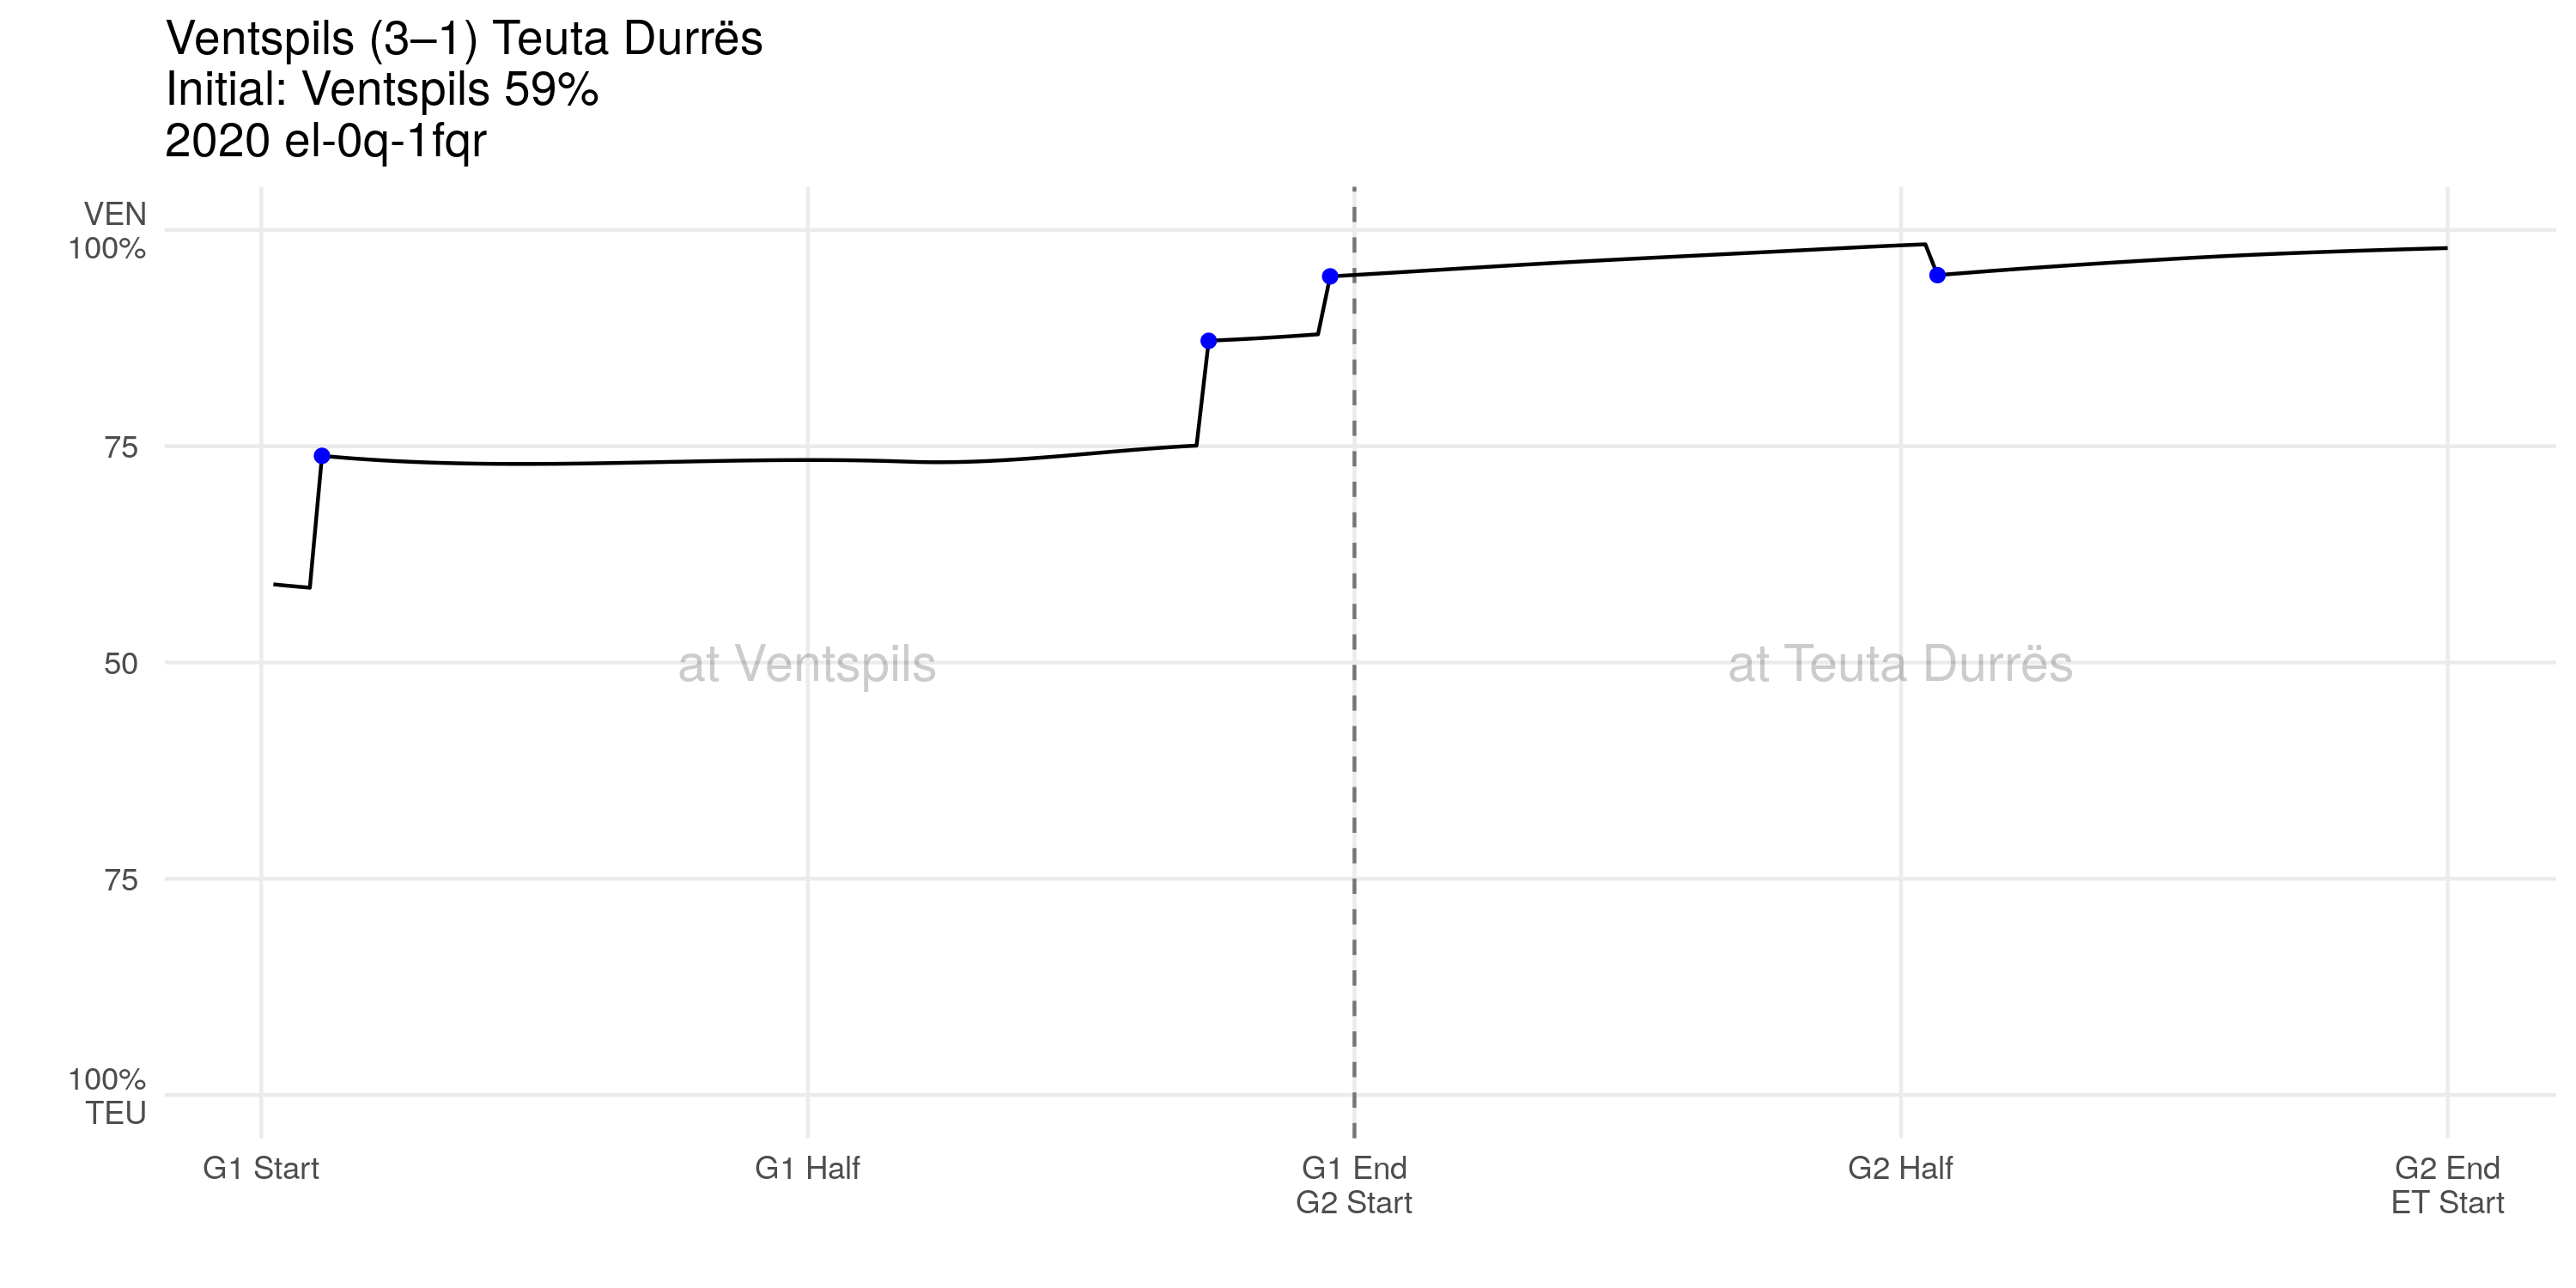 Ventspils (3–1) Teuta Durrës
Initial: Ventspils 59%
2020 el-0q-1fqr
VEN
100%
75
50
75
100%
TEU
at Ventspils
at Teuta Durrës
G1 Start
G1 Half
G1 End
G2 Start
G2 Half
G2 End
ET Start